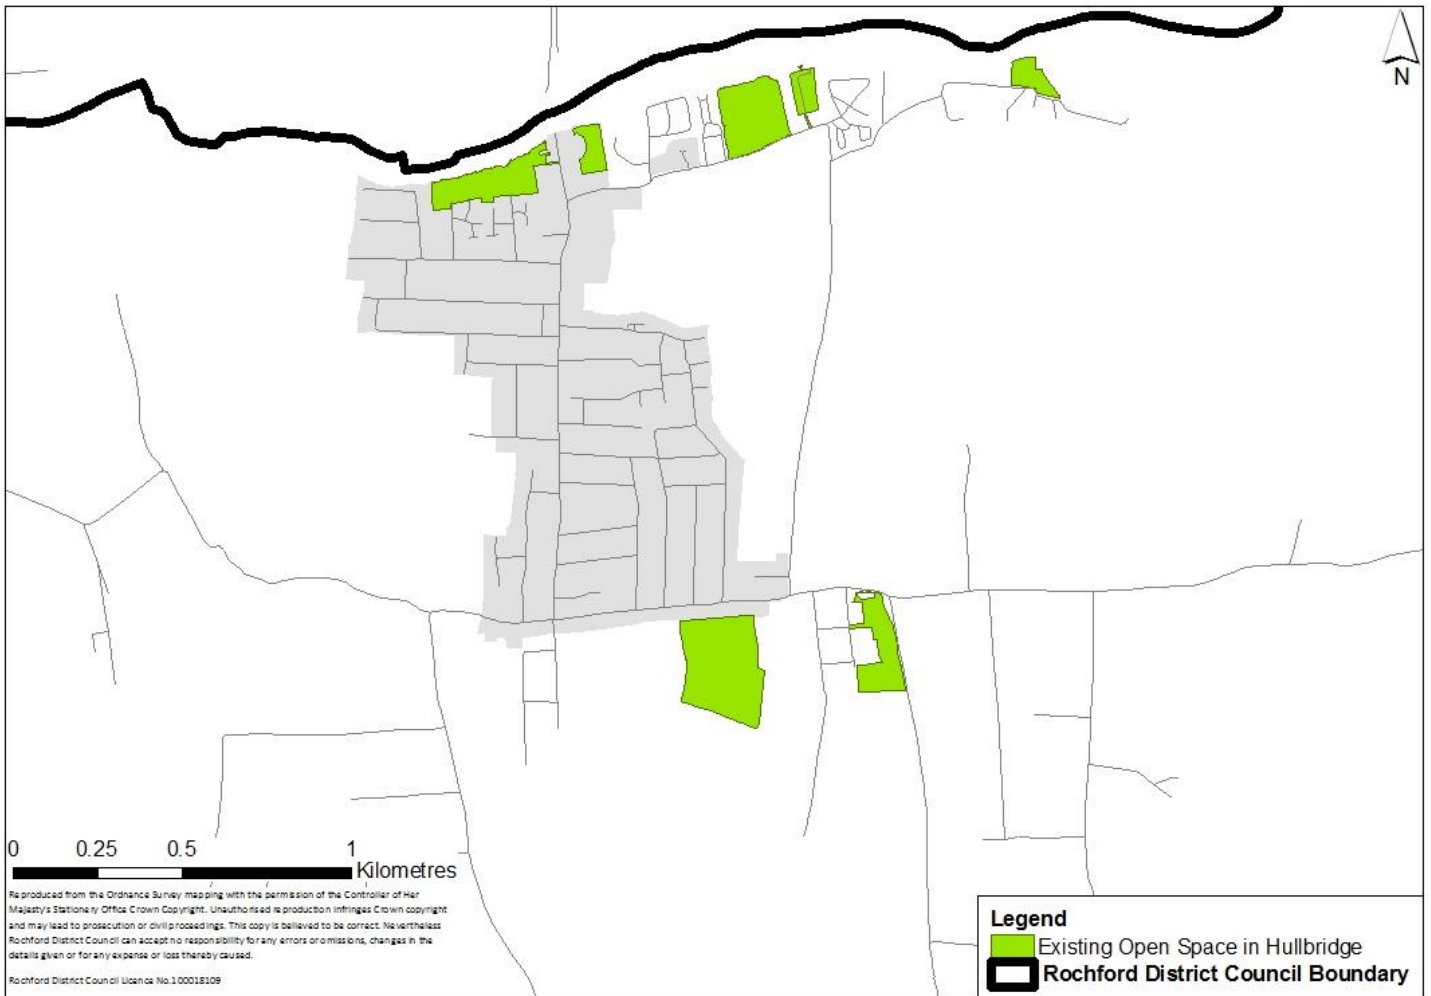 N
0 0.25 0.5 1
Kilometres
Reproduced from the Ordnance Survey mapping with the permission of the Controller of Her
Majesty's Stationery Office Crown Copyright. Unauthorised reproduction infringes Crown copyright
and may lead to prosecution or civil proceedings. This copy is believed to be correct. Nevertheless
Rochford District Council can accept no responsibility for any errors or omissions, changes in the
details given or for any expense or loss thereby caused.
Rochford District Council Licence No.100018109
Legend
Existing Open Space in Hullbridge
Rochford District Council Boundary